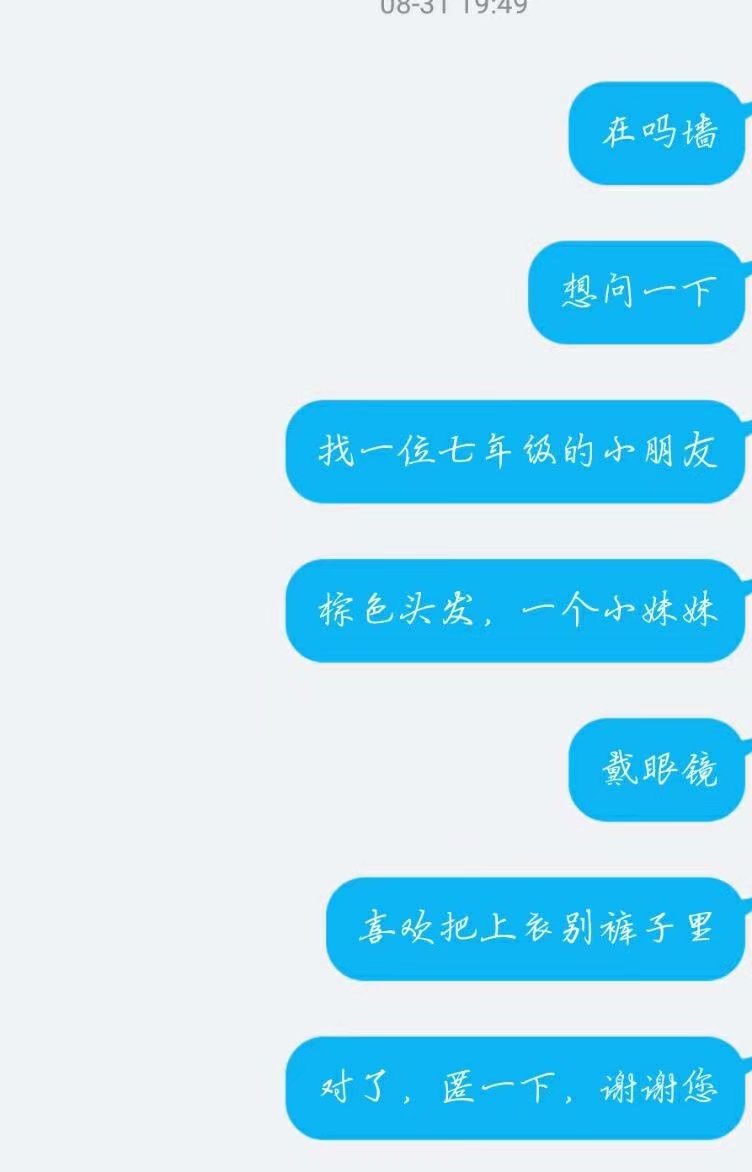 08-31 19:49
在吗墙
想问一下
找一位七年级的小朋友
棕色头发，一个小妹妹
戴眼镜
喜欢把上衣别裤子里
对了，匿一下，谢谢您